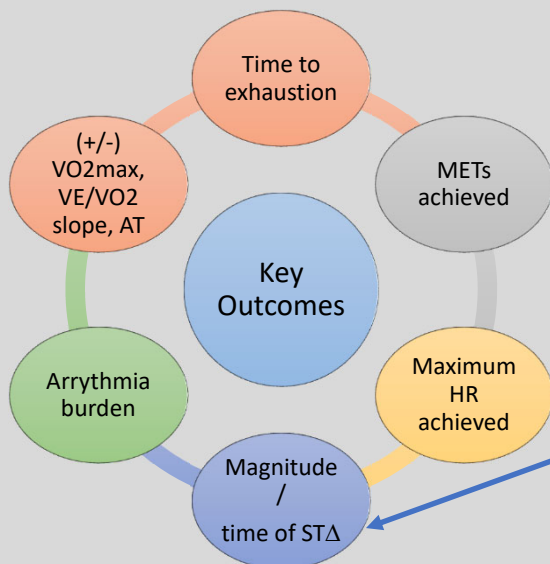 Time to
exhaustion
METs
achieved
Maximum
HR
achieved
Magnitude
/
time of STΔ
Arrythmia
burden
(+/-)
VO2max,
VE/VO2
slope, AT
Key
Outcomes